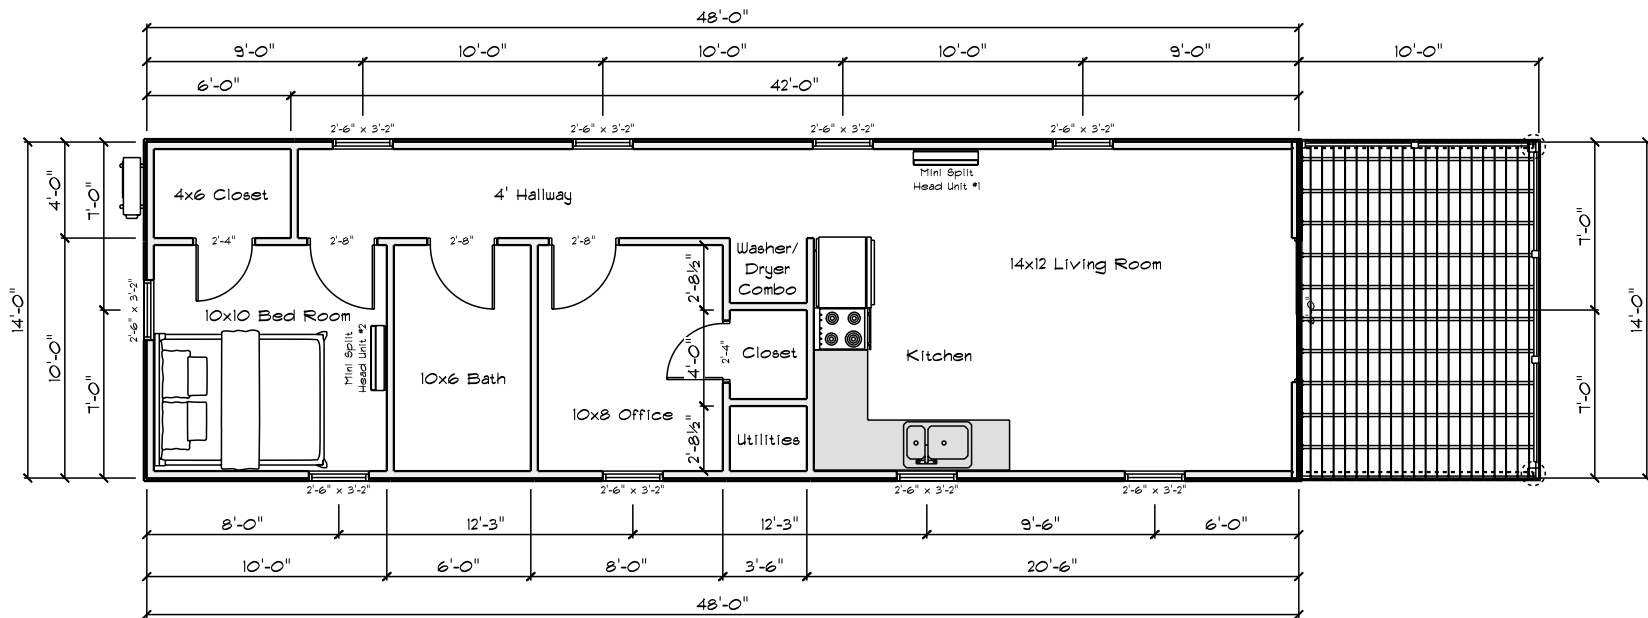 48'-0"
9'-0" 10'-0" 10'-0" 10'-0" 9'-0" 10'-0"
6'-0" 42'-0"
2'-6" x 3'-2" 2'-6" x 3'-2" 2'-6" x 3'-2" 2'-6" x 3'-2"
14'-0"
4'-0"
10'-0"
7'-0"
7'-0"
2'-6" x 3'-2"
4x6 Closet
4' Hallway
Mini Split
Head Unit #1
2'-4" 2'-8" 2'-8" 2'-8"
Washer/
Dryer
Combo
14x12 Living Room
10x10 Bed Room
Mini Split
Head Unit #2
10x6 Bath
10x8 Office
2'-8½"
4'-0"
2'-8½"
2'-4"
Closet
Utilities
Kitchen
7'-0"
7'-0"
14'-0"
2'-6" x 3'-2" 2'-6" x 3'-2" 2'-6" x 3'-2" 2'-6" x 3'-2"
8'-0" 12'-3" 12'-3" 9'-6" 6'-0"
10'-0" 6'-0" 8'-0" 3'-6" 20'-6"
48'-0"